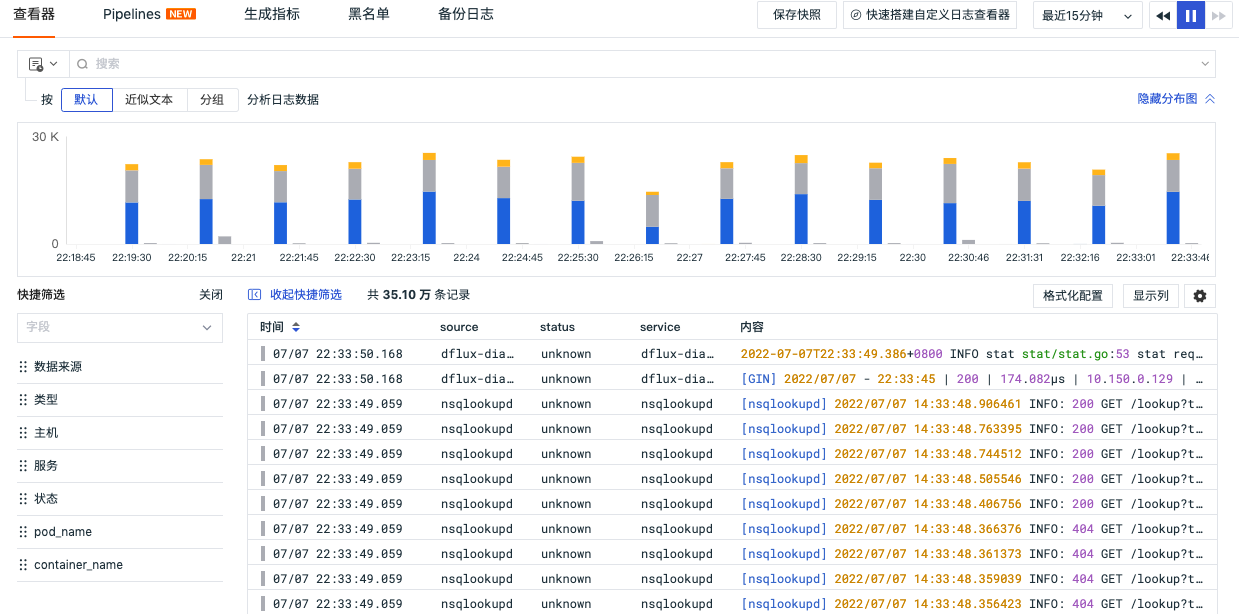 查看器 Pipelines NEW 生成指标 黑名单 备份日志 保存快照 快速搭建自定义日志查看器 最近15分钟
搜索
按 默认 近似文本 分组 分析日志数据 隐藏分布图
30 K
0
22:18:45 22:19:30 22:20:15 22:21 22:21:45 22:22:30 22:23:15 22:24 22:24:45 22:25:30 22:26:15 22:27 22:27:45 22:28:30 22:29:15 22:30 22:30:46 22:31:31 22:32:16 22:33:01 22:33:46
快捷筛选 关闭 收起快捷筛选 共 35.10 万 条记录 格式化配置 显示列
字段
数据来源
类型
主机
服务
状态
pod_name
container_name
时间 source status service 内容
07/07 22:33:50.168 dflux-dia… unknown dflux-dia… 2022-07-07T22:33:49.386+0800 INFO stat stat/stat.go:53 stat req…
07/07 22:33:50.168 dflux-dia… unknown dflux-dia… [GIN] 2022/07/07 - 22:33:45 | 200 | 174.082µs | 10.150.0.129 | …
07/07 22:33:49.059 nsqlookupd unknown nsqlookupd [nsqlookupd] 2022/07/07 14:33:48.906461 INFO: 200 GET /lookup?t…
07/07 22:33:49.059 nsqlookupd unknown nsqlookupd [nsqlookupd] 2022/07/07 14:33:48.763395 INFO: 200 GET /lookup?t…
07/07 22:33:49.059 nsqlookupd unknown nsqlookupd [nsqlookupd] 2022/07/07 14:33:48.744512 INFO: 200 GET /lookup?t…
07/07 22:33:49.059 nsqlookupd unknown nsqlookupd [nsqlookupd] 2022/07/07 14:33:48.505546 INFO: 200 GET /lookup?t…
07/07 22:33:49.059 nsqlookupd unknown nsqlookupd [nsqlookupd] 2022/07/07 14:33:48.406756 INFO: 200 GET /lookup?t…
07/07 22:33:49.059 nsqlookupd unknown nsqlookupd [nsqlookupd] 2022/07/07 14:33:48.366376 INFO: 404 GET /lookup?t…
07/07 22:33:49.059 nsqlookupd unknown nsqlookupd [nsqlookupd] 2022/07/07 14:33:48.361373 INFO: 404 GET /lookup?t…
07/07 22:33:49.059 nsqlookupd unknown nsqlookupd [nsqlookupd] 2022/07/07 14:33:48.359039 INFO: 404 GET /lookup?t…
07/07 22:33:49.059 nsqlookupd unknown nsqlookupd [nsqlookupd] 2022/07/07 14:33:48.356423 INFO: 404 GET /lookup?t…